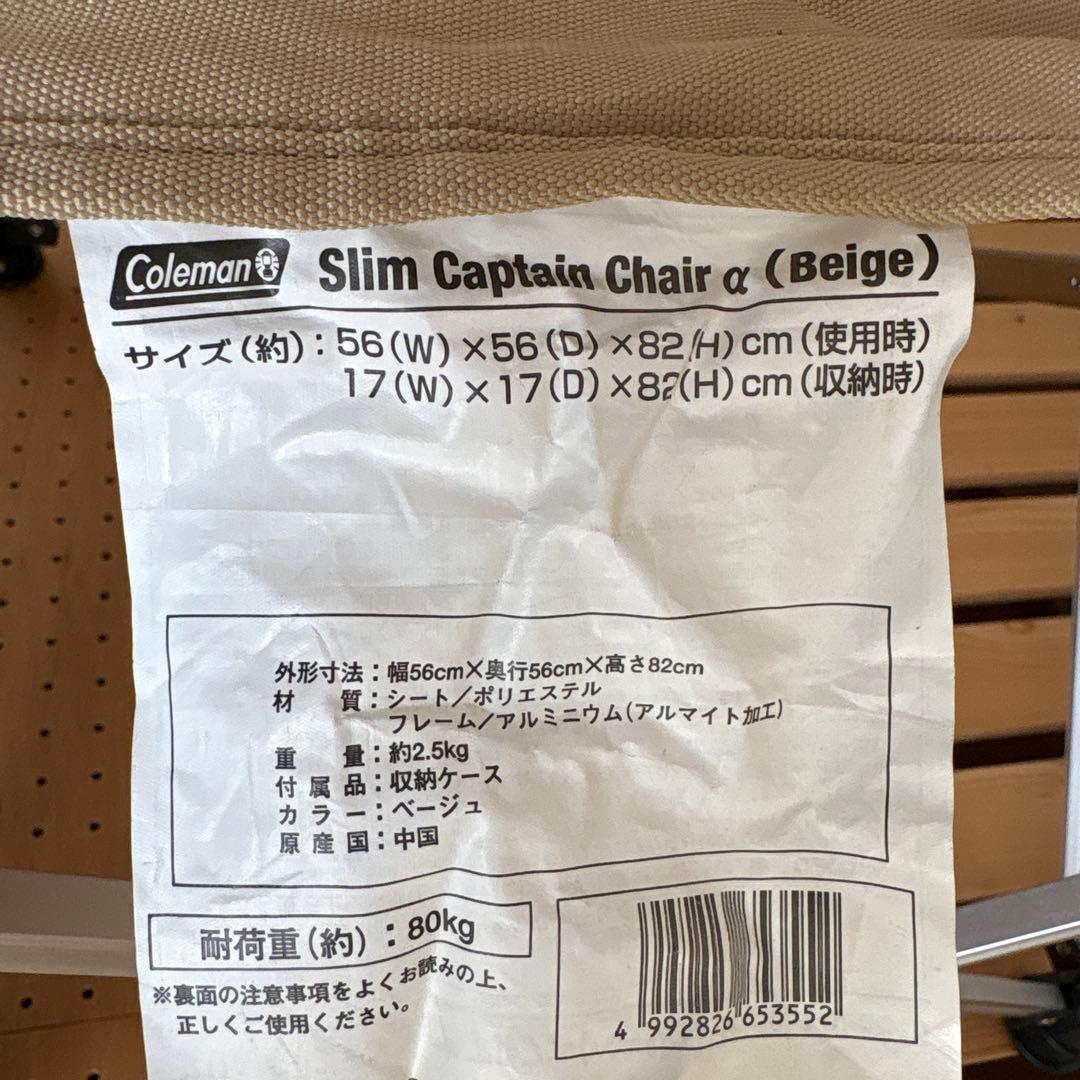 Coleman Slim Captain Chair α (Beige)
サイズ(約):56(W)×56(D)×82(H)cm(使用時)
17(W)×17(D)×82(H)cm(収納時)
外形寸法:幅56cm×奥行56cm×高さ82cm
材 質:シート/ポリエステル
フレーム/アルミニウム(アルマイト加工)
重 量:約2.5kg
付属品:収納ケース
カラー:ベージュ
原産国:中国
耐荷重(約):80kg
※裏面の注意事項をよくお読みの上、
正しくご使用ください。
4 992826 653552